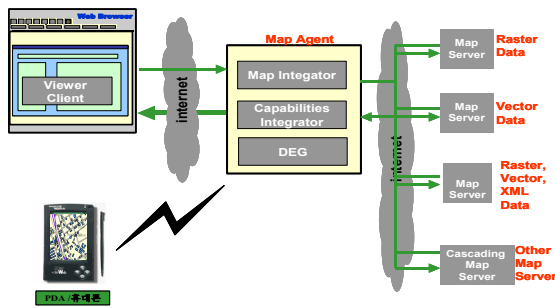 Web Browser
Viewer
Client
internet
Map Agent
Map Integator
Capabilities
Integrator
DEG
internet
Map
Server
Raster
Data
Map
Server
Vector
Data
Map
Server
Raster,
Vector,
XML
Data
Cascading
Map
Server
Other
Map
Server
PDA /휴대폰